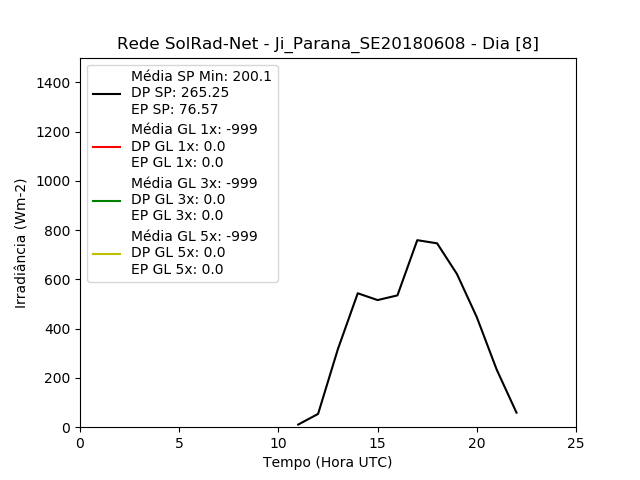 Rede SolRad-Net - Ji_Parana_SE20180608 - Dia [8]
Média SP Min: 200.1
DP SP: 265.25
EP SP: 76.57
Média GL 1x: -999
DP GL 1x: 0.0
EP GL 1x: 0.0
Média GL 3x: -999
DP GL 3x: 0.0
EP GL 3x: 0.0
Média GL 5x: -999
DP GL 5x: 0.0
EP GL 5x: 0.0
Irradiância (Wm-2)
1400
1200
1000
800
600
400
200
0
0 5 10 15 20 25
Tempo (Hora UTC)